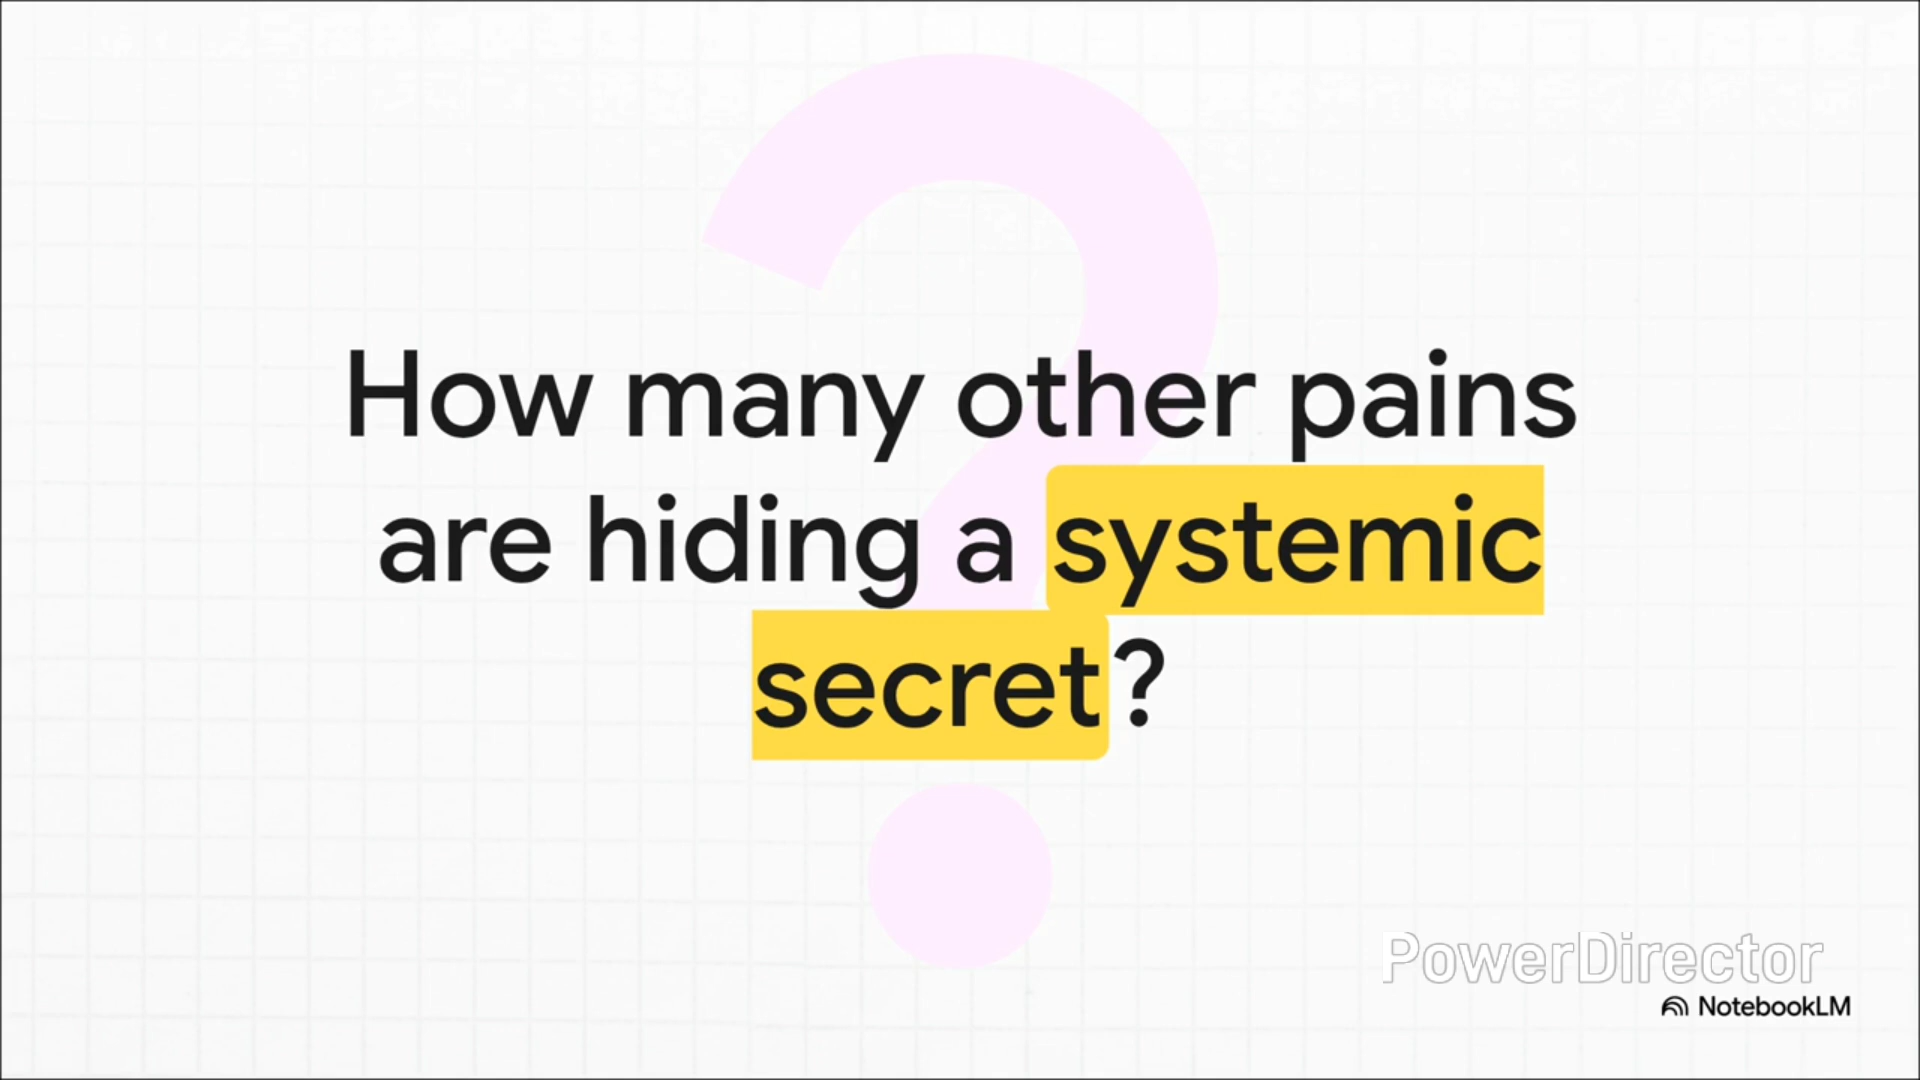 How many other pains
are hiding a systemic
secret?
PowerDirector
NotebookLM